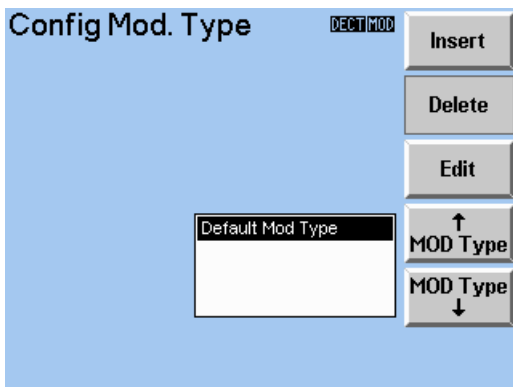 Config Mod. Type
DECT MOD
Insert
Delete
Edit
Default Mod Type
↑
MOD Type
MOD Type
↓